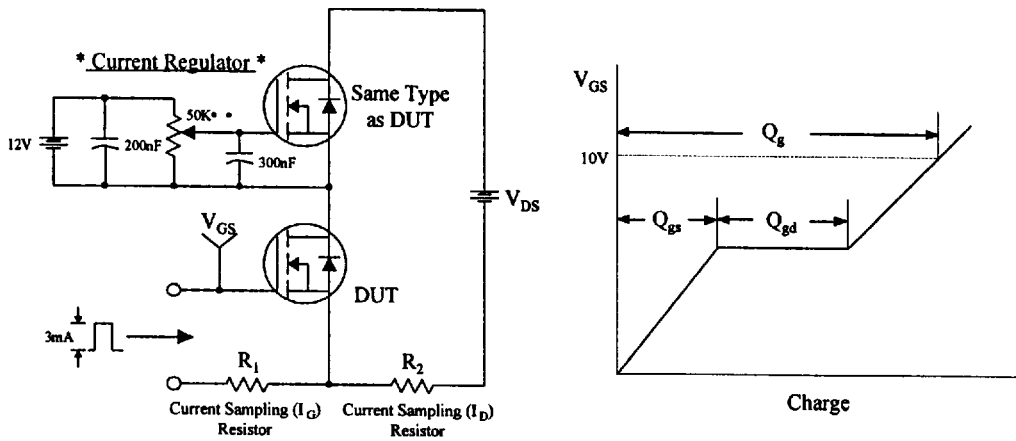 * Current Regulator *
12V
200nF
50K
300nF
Same Type
as DUT
V_DS
V_GS
DUT
3mA
R_1
R_2
Current Sampling (I_G)
Resistor
Current Sampling (I_D)
Resistor
V_GS
Q_g
10V
Q_gs
Q_gd
Charge